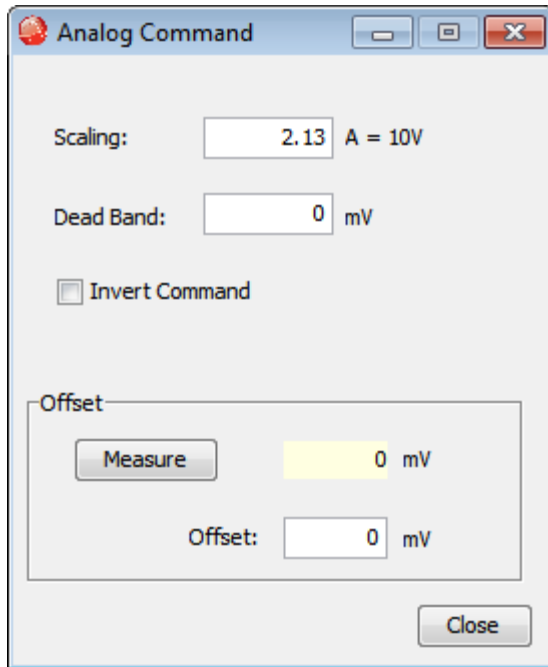 Analog Command
Scaling: 2.13 A = 10V
Dead Band: 0 mV
Invert Command
Offset
Measure 0 mV
Offset: 0 mV
Close